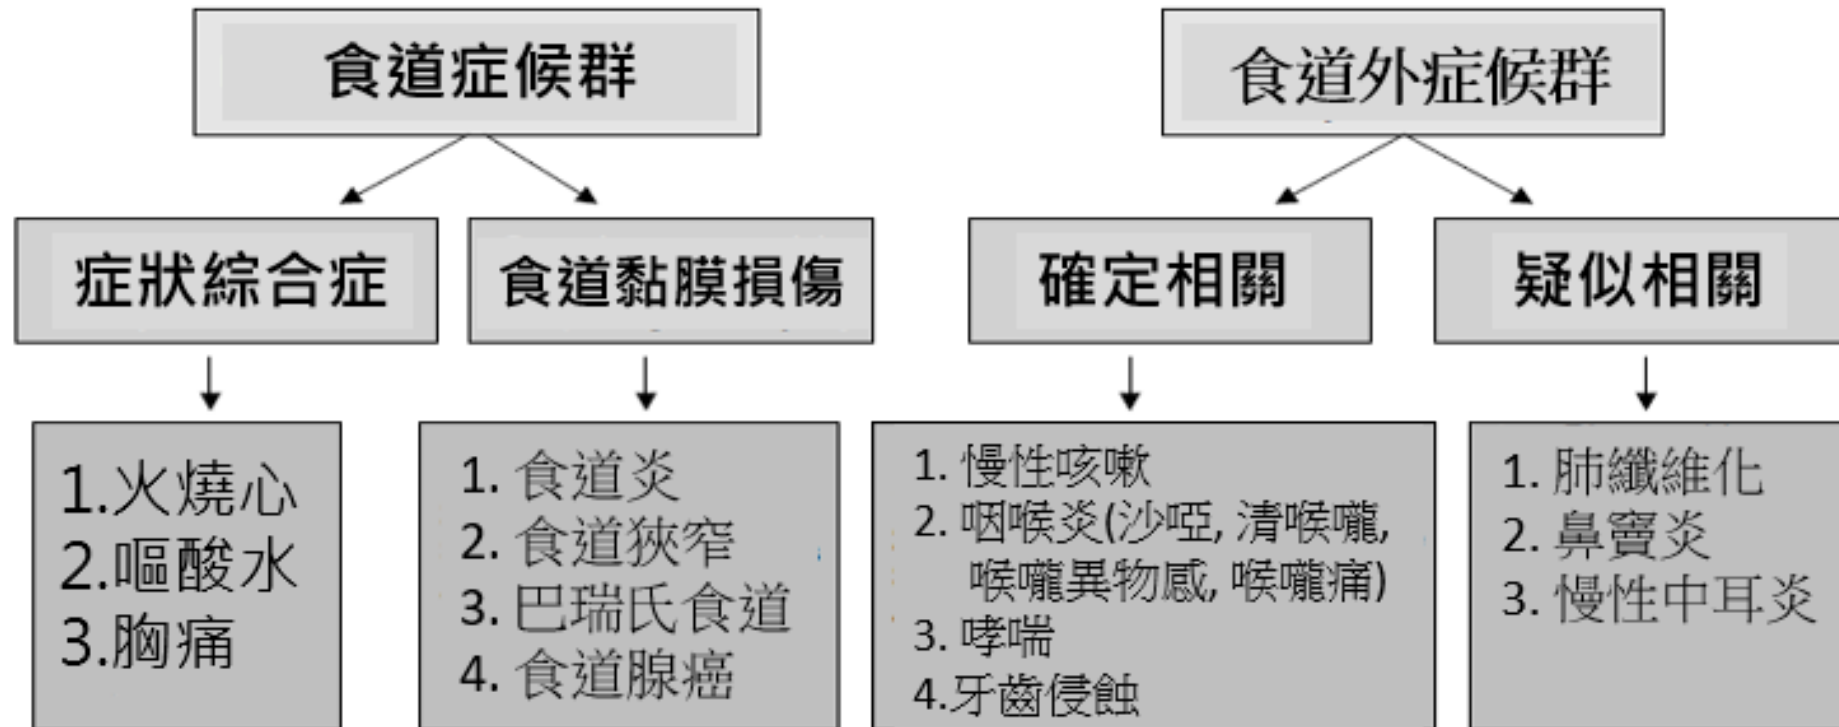 食道症候群
食道外症候群
症狀綜合症
食道黏膜損傷
確定相關
疑似相關
1.火燒心
2.嘔酸水
3.胸痛
1. 食道炎
2. 食道狹窄
3. 巴瑞氏食道
4. 食道腺癌
1. 慢性咳嗽
2. 咽喉炎(沙啞, 清喉嚨,
喉嚨異物感, 喉嚨痛)
3. 哮喘
4.牙齒侵蝕
1. 肺纖維化
2. 鼻竇炎
3. 慢性中耳炎